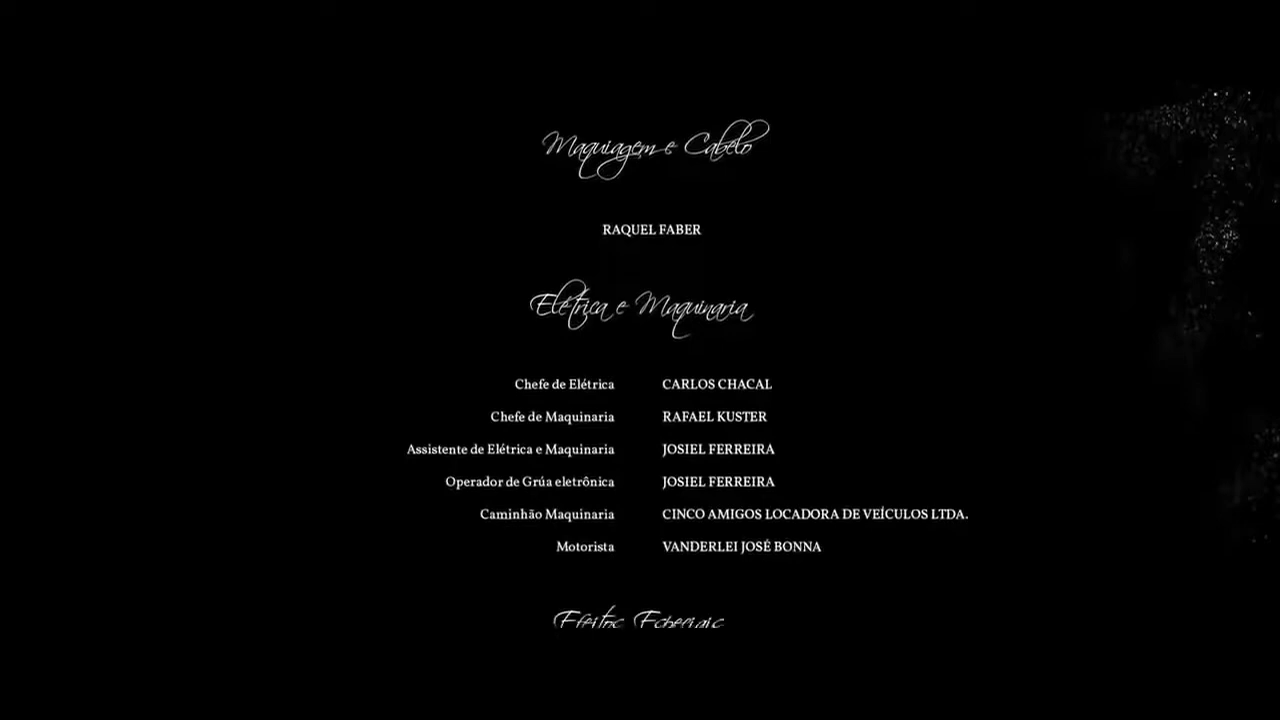 Maquiagem e Cabelo
RAQUEL FABER
Elétrica e Maquinaria
Chefe de Elétrica CARLOS CHACAL
Chefe de Maquinaria RAFAEL KUSTER
Assistente de Elétrica e Maquinaria JOSIEL FERREIRA
Operador de Grúa eletrônica JOSIEL FERREIRA
Caminhão Maquinaria CINCO AMIGOS LOCADORA DE VEÍCULOS LTDA.
Motorista VANDERLEI JOSÉ BONNA
Efeitos Especiais